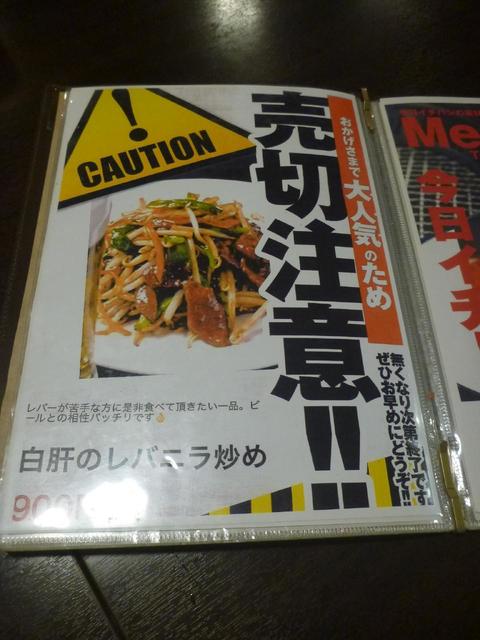 CAUTION
売切注意!!
おかげさまで大人気のため
無くなり次第終了です
ぜひお早めにどうぞ!!
レバーが苦手な方に是非食べて頂きたい一品。ビ
ールとの相性バッチリです👌
白肝のレバニラ炒め
900
Me
今日イチ